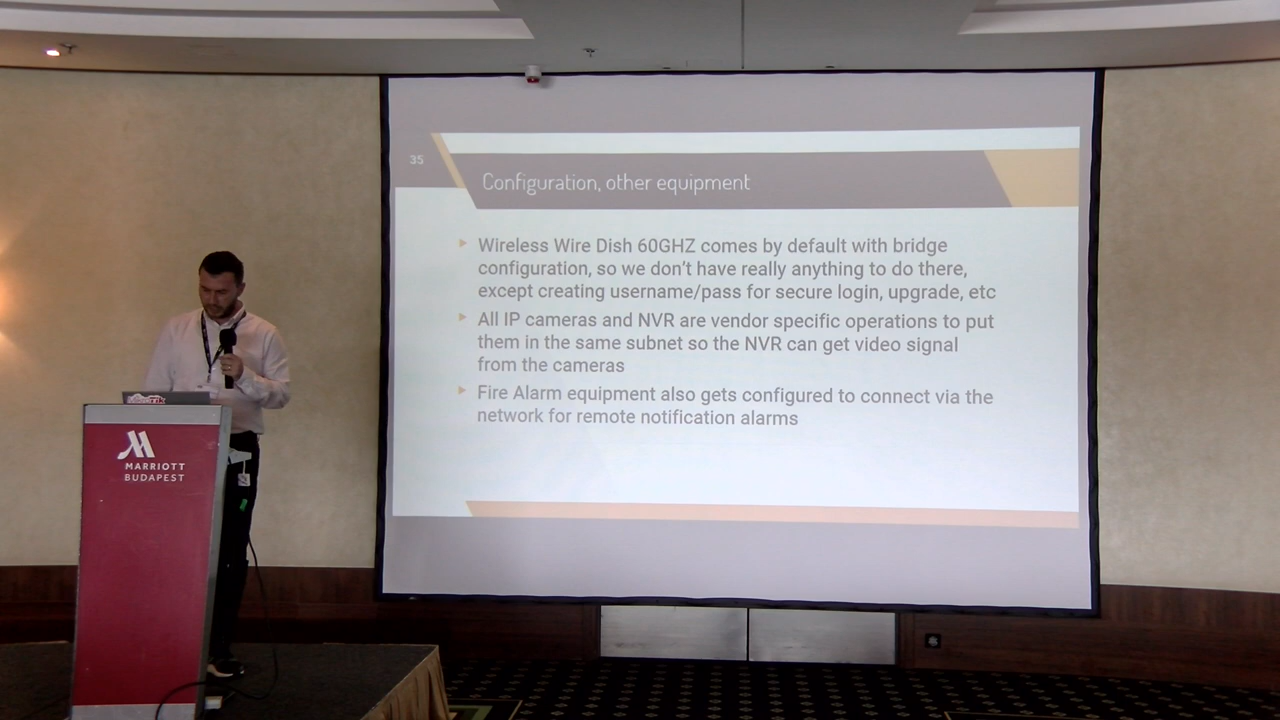 35
Configuration, other equipment
Wireless Wire Dish 60GHZ comes by default with bridge
configuration, so we don't have really anything to do there,
except creating username/pass for secure login, upgrade, etc
All IP cameras and NVR are vendor specific operations to put
them in the same subnet so the NVR can get video signal
from the cameras
Fire Alarm equipment also gets configured to connect via the
network for remote notification alarms
MARRIOTT
BUDAPEST